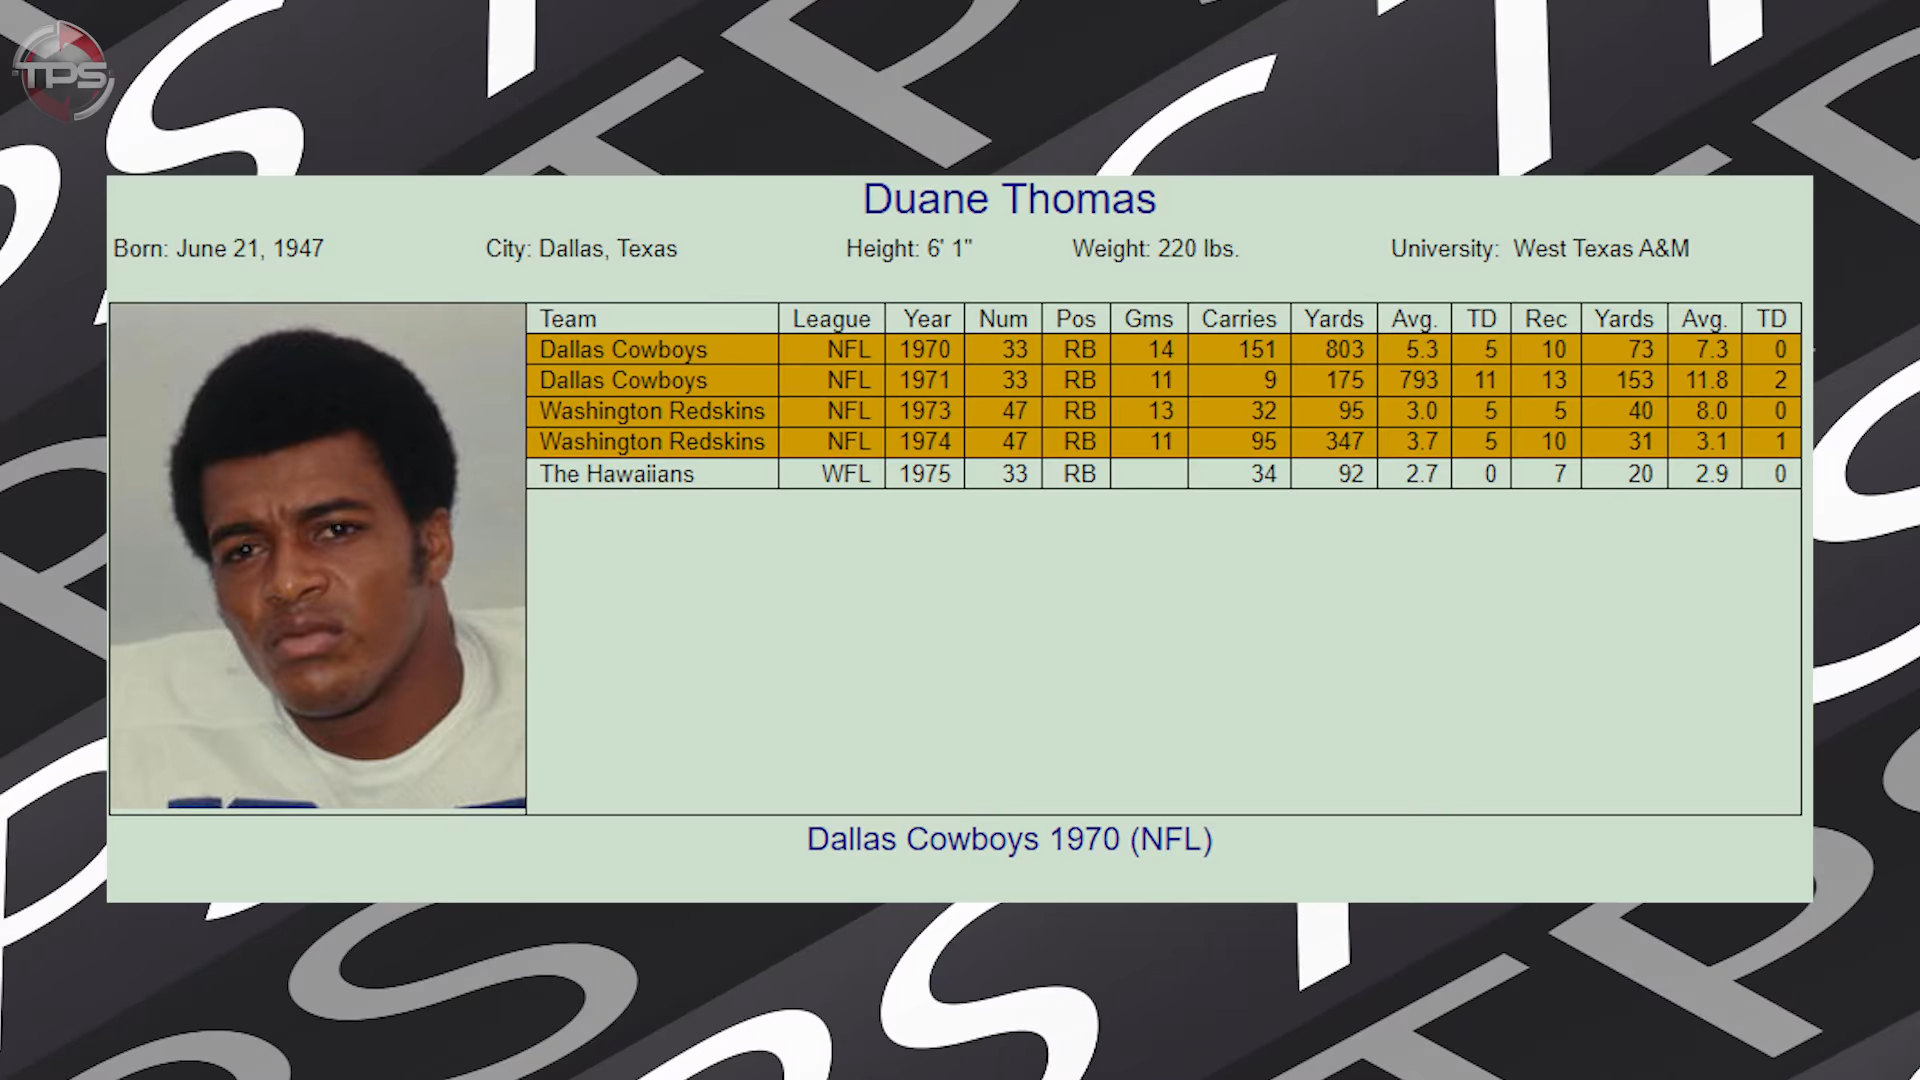 TPS
Duane Thomas
Born: June 21, 1947 City: Dallas, Texas Height: 6' 1" Weight: 220 lbs. University: West Texas A&M
Team League Year Num Pos Gms Carries Yards Avg. TD Rec Yards Avg. TD
Dallas Cowboys NFL 1970 33 RB 14 151 803 5.3 5 10 73 7.3 0
Dallas Cowboys NFL 1971 33 RB 11 9 175 793 11 13 153 11.8 2
Washington Redskins NFL 1973 47 RB 13 32 95 3.0 5 5 40 8.0 0
Washington Redskins NFL 1974 47 RB 11 95 347 3.7 5 10 31 3.1 1
The Hawaiians WFL 1975 33 RB 34 92 2.7 0 7 20 2.9 0
Dallas Cowboys 1970 (NFL)